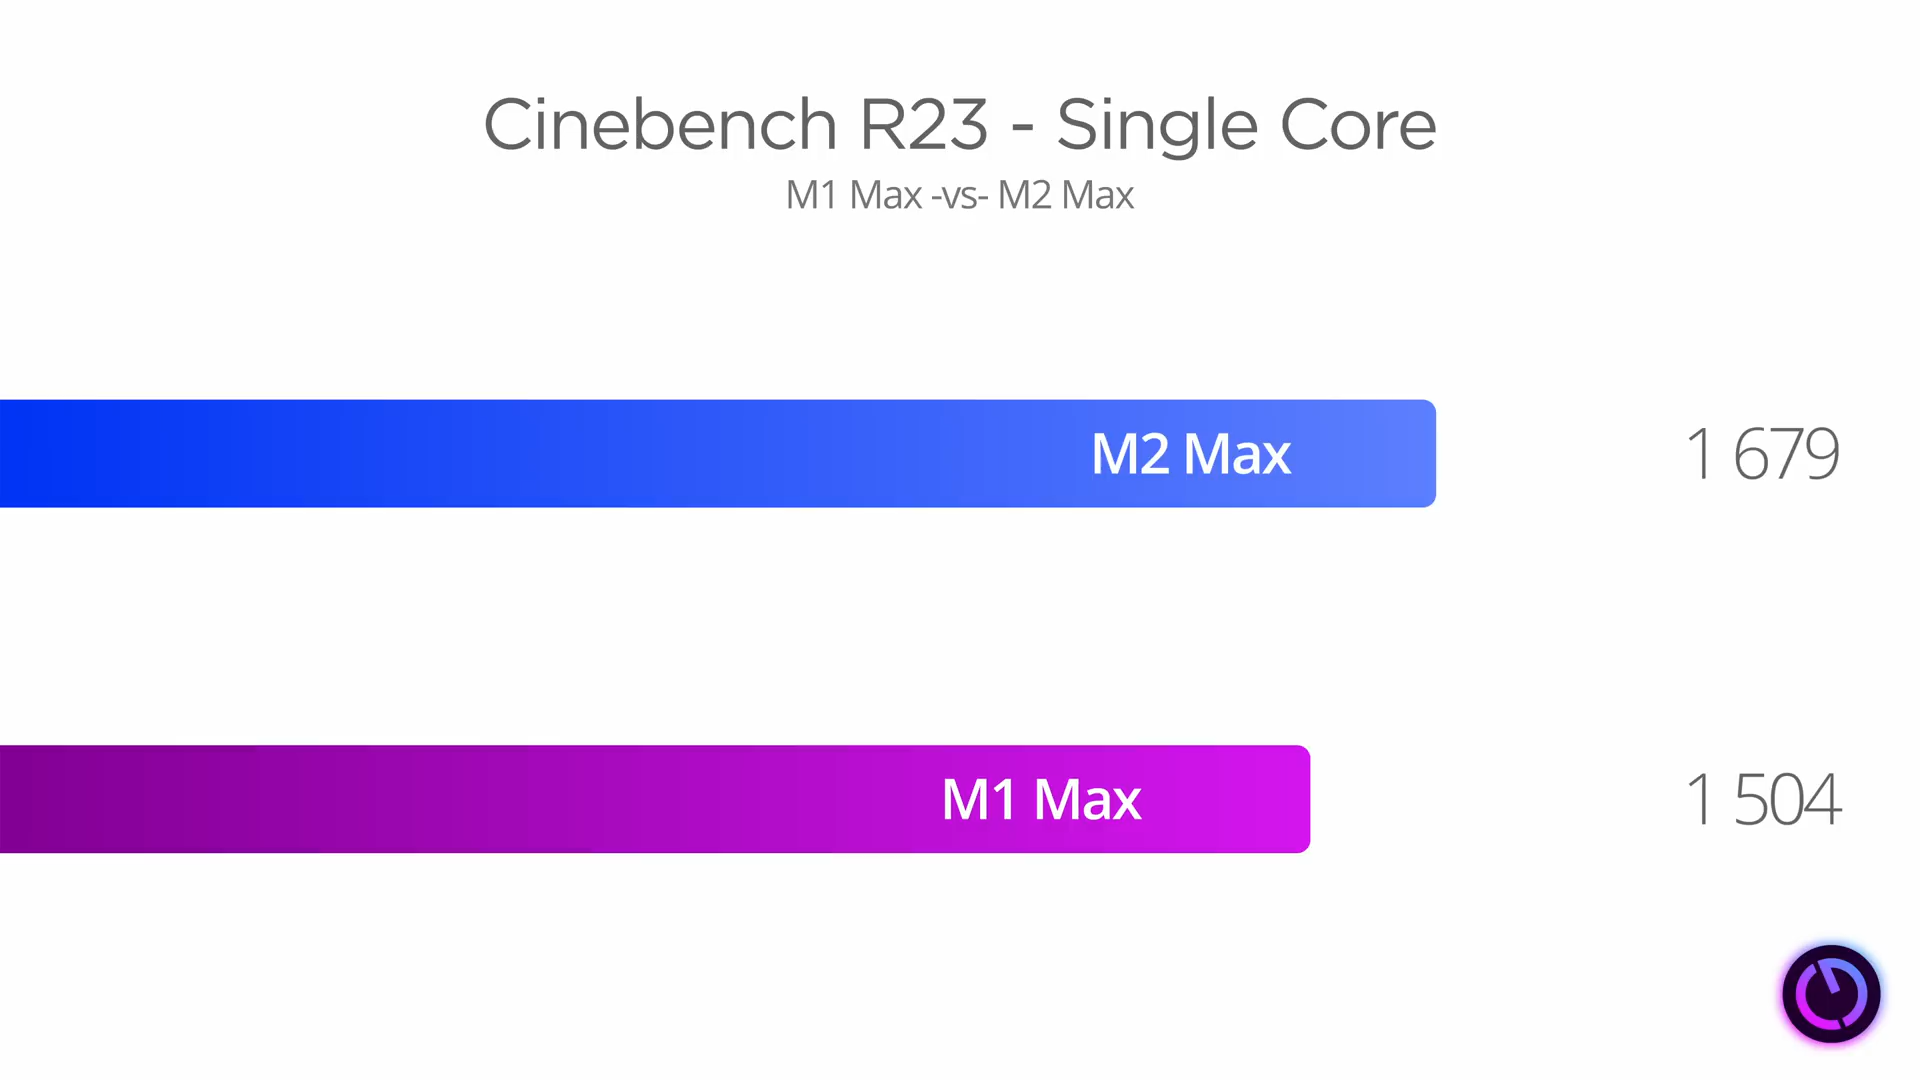 Cinebench R23 - Single Core
M1 Max -vs- M2 Max
M2 Max 1 679
M1 Max 1 504